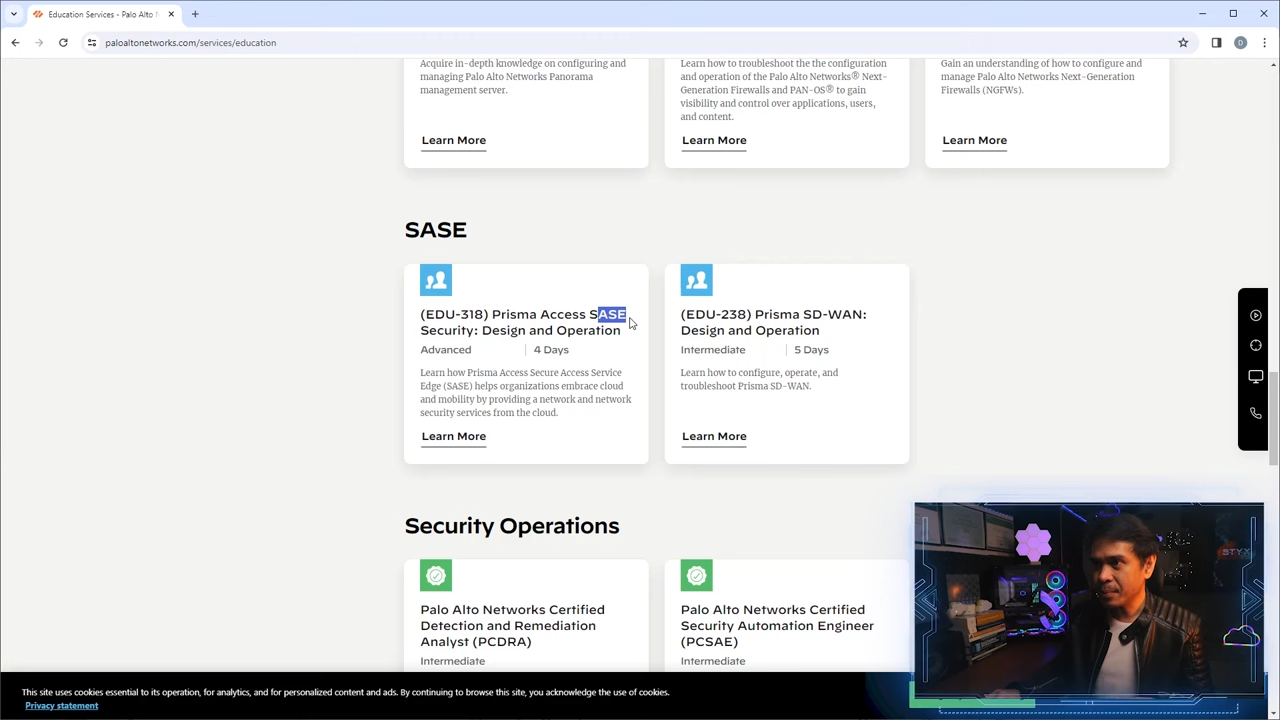 Education Services - Palo Alto N
paloaltonetworks.com/services/education
D
Acquire in-depth knowledge on configuring and
managing Palo Alto Networks Panorama
management server.
Learn More
Learn how to troubleshoot the the configuration
and operation of the Palo Alto Networks® Next-
Generation Firewalls and PAN-OS® to gain
visibility and control over applications, users,
and content.
Learn More
Gain an understanding of how to configure and
manage Palo Alto Networks Next-Generation
Firewalls (NGFWs).
Learn More
SASE
(EDU-318) Prisma Access SASE
Security: Design and Operation
Advanced | 4 Days
Learn how Prisma Access Secure Access Service
Edge (SASE) helps organizations embrace cloud
and mobility by providing a network and network
security services from the cloud.
Learn More
(EDU-238) Prisma SD-WAN:
Design and Operation
Intermediate | 5 Days
Learn how to configure, operate, and
troubleshoot Prisma SD-WAN.
Learn More
Security Operations
Palo Alto Networks Certified
Detection and Remediation
Analyst (PCDRA)
Intermediate
Palo Alto Networks Certified
Security Automation Engineer
(PCSAE)
Intermediate
STYX
This site uses cookies essential to its operation, for analytics, and for personalized content and ads. By continuing to browse this site, you acknowledge the use of cookies.
Privacy statement